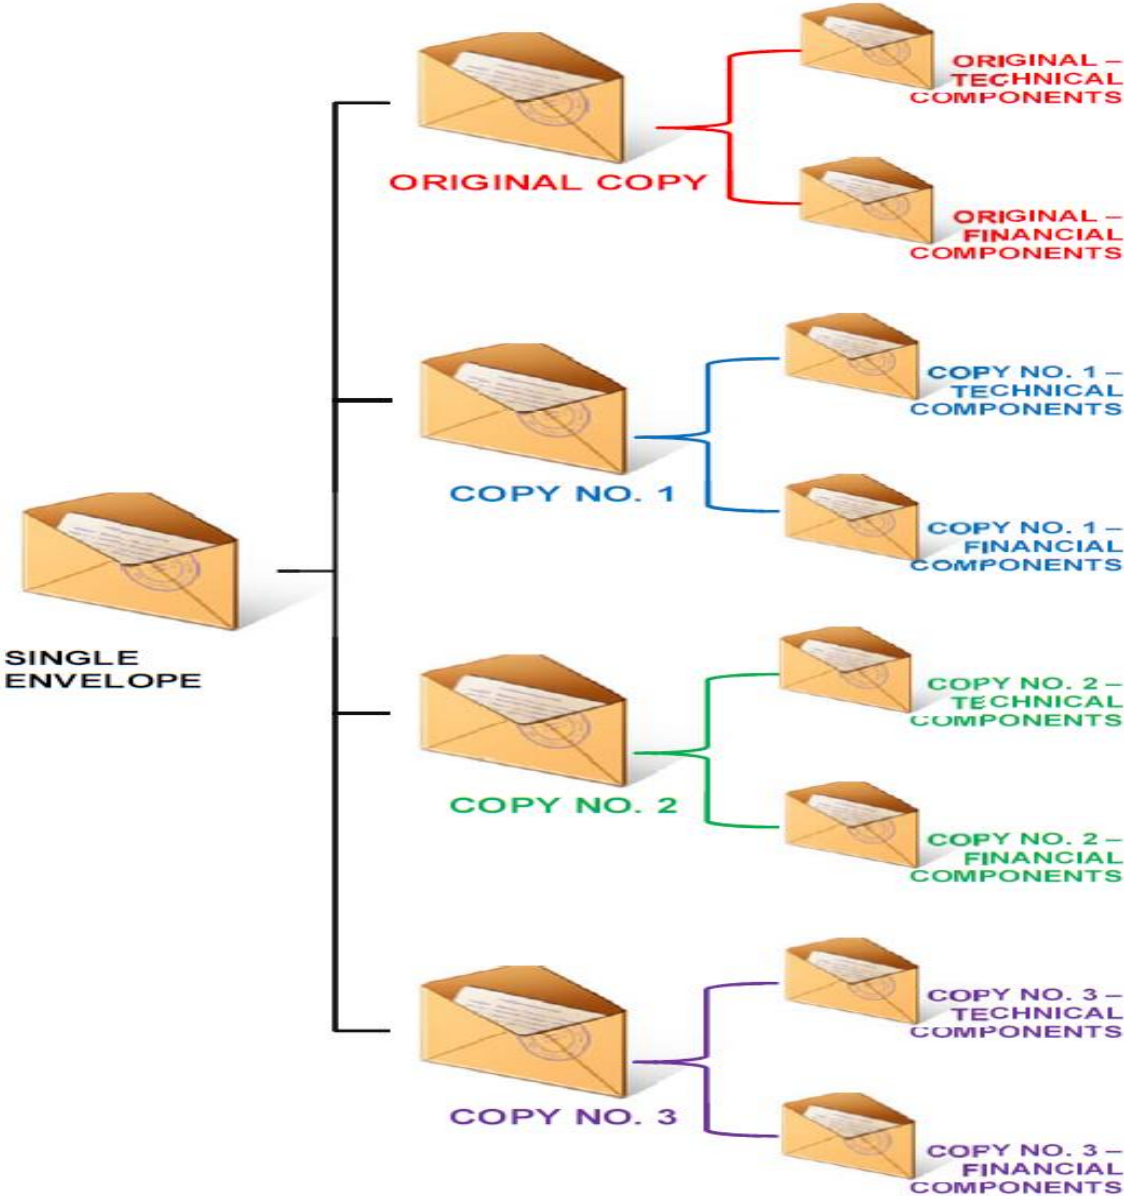 ORIGINAL –
TECHNICAL
COMPONENTS
ORIGINAL COPY
ORIGINAL –
FINANCIAL
COMPONENTS
COPY NO. 1 –
TECHNICAL
COMPONENTS
COPY NO. 1
COPY NO. 1 –
FINANCIAL
COMPONENTS
SINGLE
ENVELOPE
COPY NO. 2 –
TECHNICAL
COMPONENTS
COPY NO. 2
COPY NO. 2 –
FINANCIAL
COMPONENTS
COPY NO. 3 –
TECHNICAL
COMPONENTS
COPY NO. 3
COPY NO. 3 –
FINANCIAL
COMPONENTS